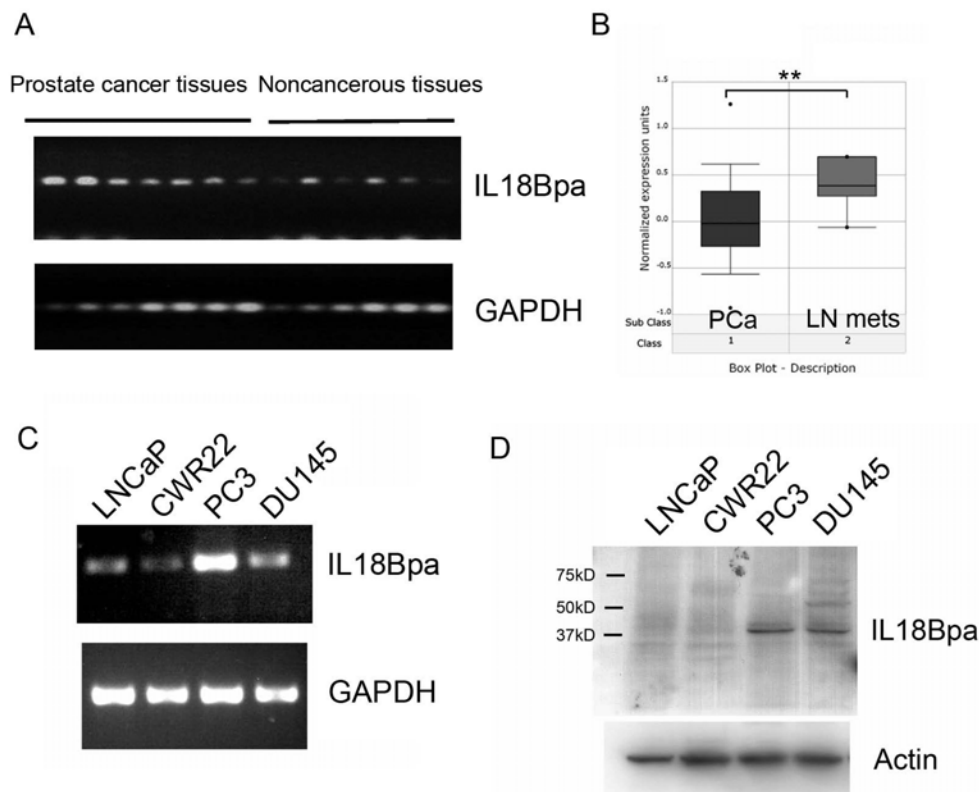 A
Prostate cancer tissues Noncancerous tissues
IL18Bpa
GAPDH
B
**
1.5
1.0
0.5
0.0
-0.5
-1.0
Normalized expression units
PCa LN mets
Sub Class
Class 1 2
Box Plot - Description
C
LNCaP CWR22 PC3 DU145
IL18Bpa
GAPDH
D
LNCaP CWR22 PC3 DU145
75kD
50kD
37kD
IL18Bpa
Actin